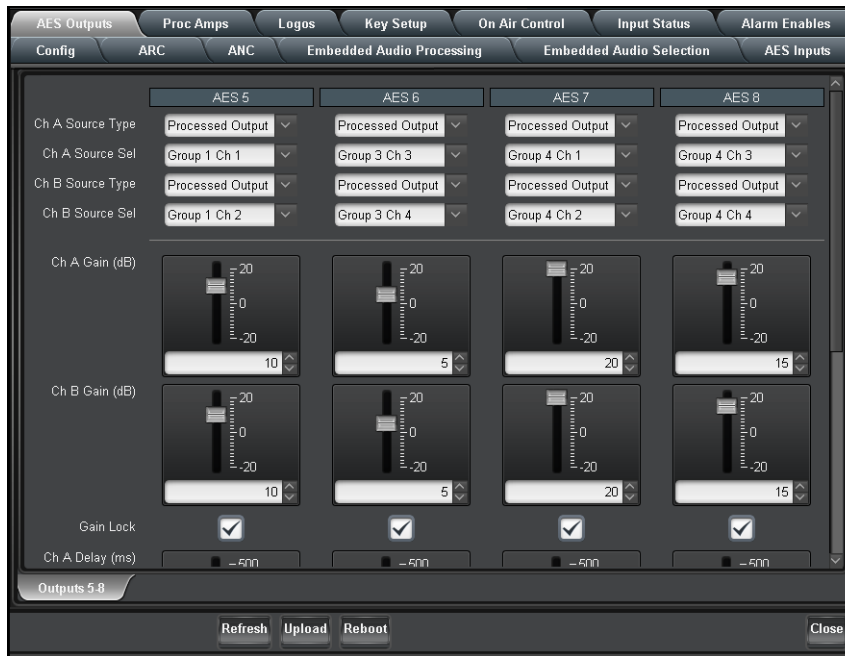 AES Outputs Proc Amps Logos Key Setup On Air Control Input Status Alarm Enables
Config ARC ANC Embedded Audio Processing Embedded Audio Selection AES Inputs
AES 5 AES 6 AES 7 AES 8
Ch A Source Type Processed Output Processed Output Processed Output Processed Output
Ch A Source Sel Group 1 Ch 1 Group 3 Ch 3 Group 4 Ch 1 Group 4 Ch 3
Ch B Source Type Processed Output Processed Output Processed Output Processed Output
Ch B Source Sel Group 1 Ch 2 Group 3 Ch 4 Group 4 Ch 2 Group 4 Ch 4
Ch A Gain (dB)
20 20 20 20
0 0 0 0
-20 -20 -20 -20
10 5 20 15
Ch B Gain (dB)
20 20 20 20
0 0 0 0
-20 -20 -20 -20
10 5 20 15
Gain Lock
Ch A Delay (ms) 500 500 500 500
Outputs 5-8
Refresh Upload Reboot Close